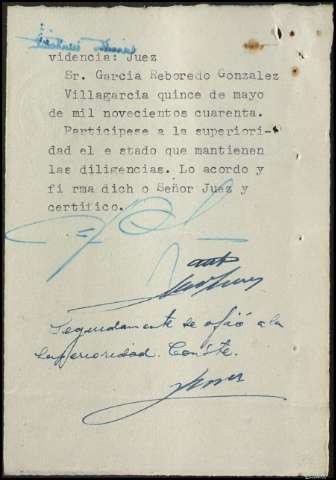 videncia: Juez
Sr. Garcia Reboredo Gonzalez
Villagarcia quince de mayo
de mil novecientos cuarenta.
Participese a la superiori-
dad el e stado que mantienen
las diligencias. Lo acordo y
fi rma dich o Señor Juez y
certifico.
Seguidamente se ofició a la
superioridad. Conste.